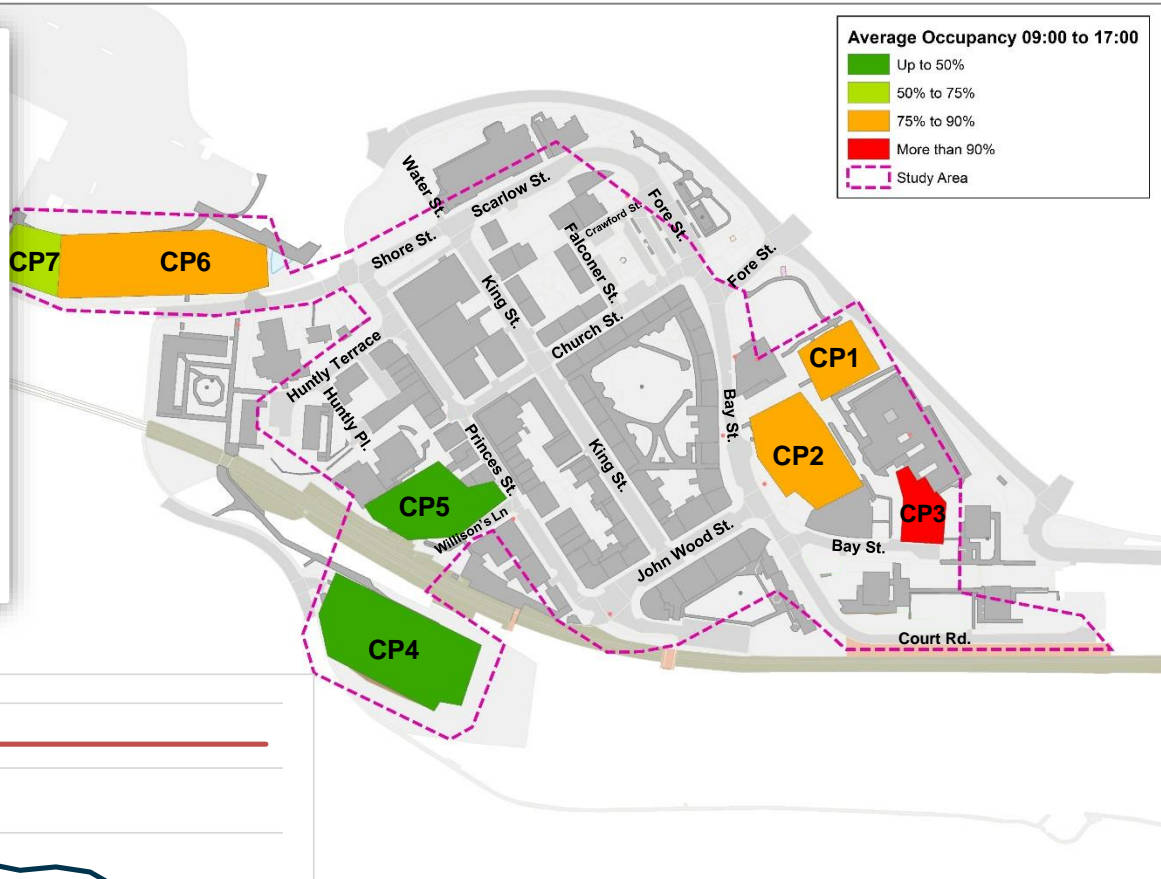 Average Occupancy 09:00 to 17:00
Up to 50%
50% to 75%
75% to 90%
More than 90%
Study Area
Water St.
Scarlow St.
Fore St.
Crawford St.
Falconer St.
Shore St.
Fore St.
CP7
CP6
King St.
Church St.
Huntly Terrace
CP1
Huntly Pl.
Bay St.
Princes St.
King St.
CP2
CP5
CP3
Willison's Ln
John Wood St.
Bay St.
Court Rd.
CP4